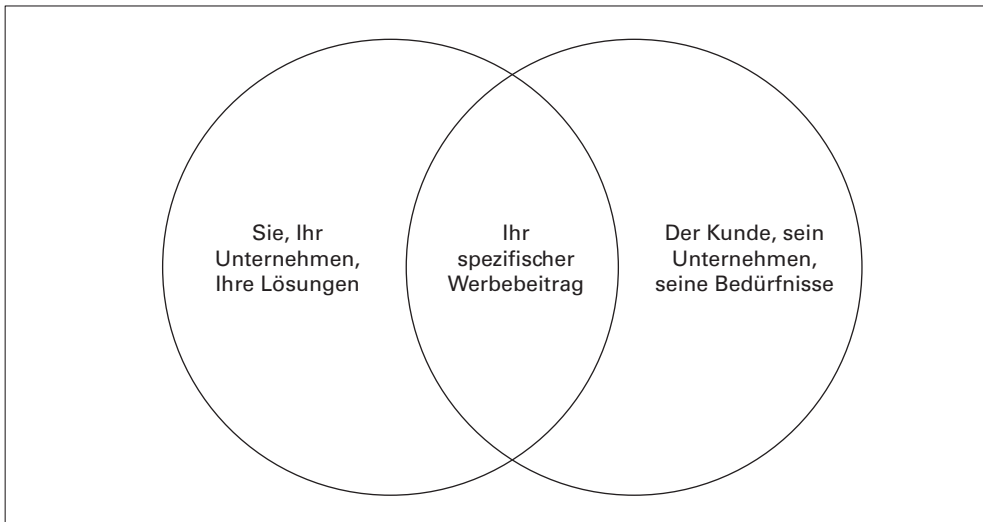 Sie, Ihr
Unternehmen,
Ihre Lösungen
Ihr
spezifischer
Werbebeitrag
Der Kunde, sein
Unternehmen,
seine Bedürfnisse